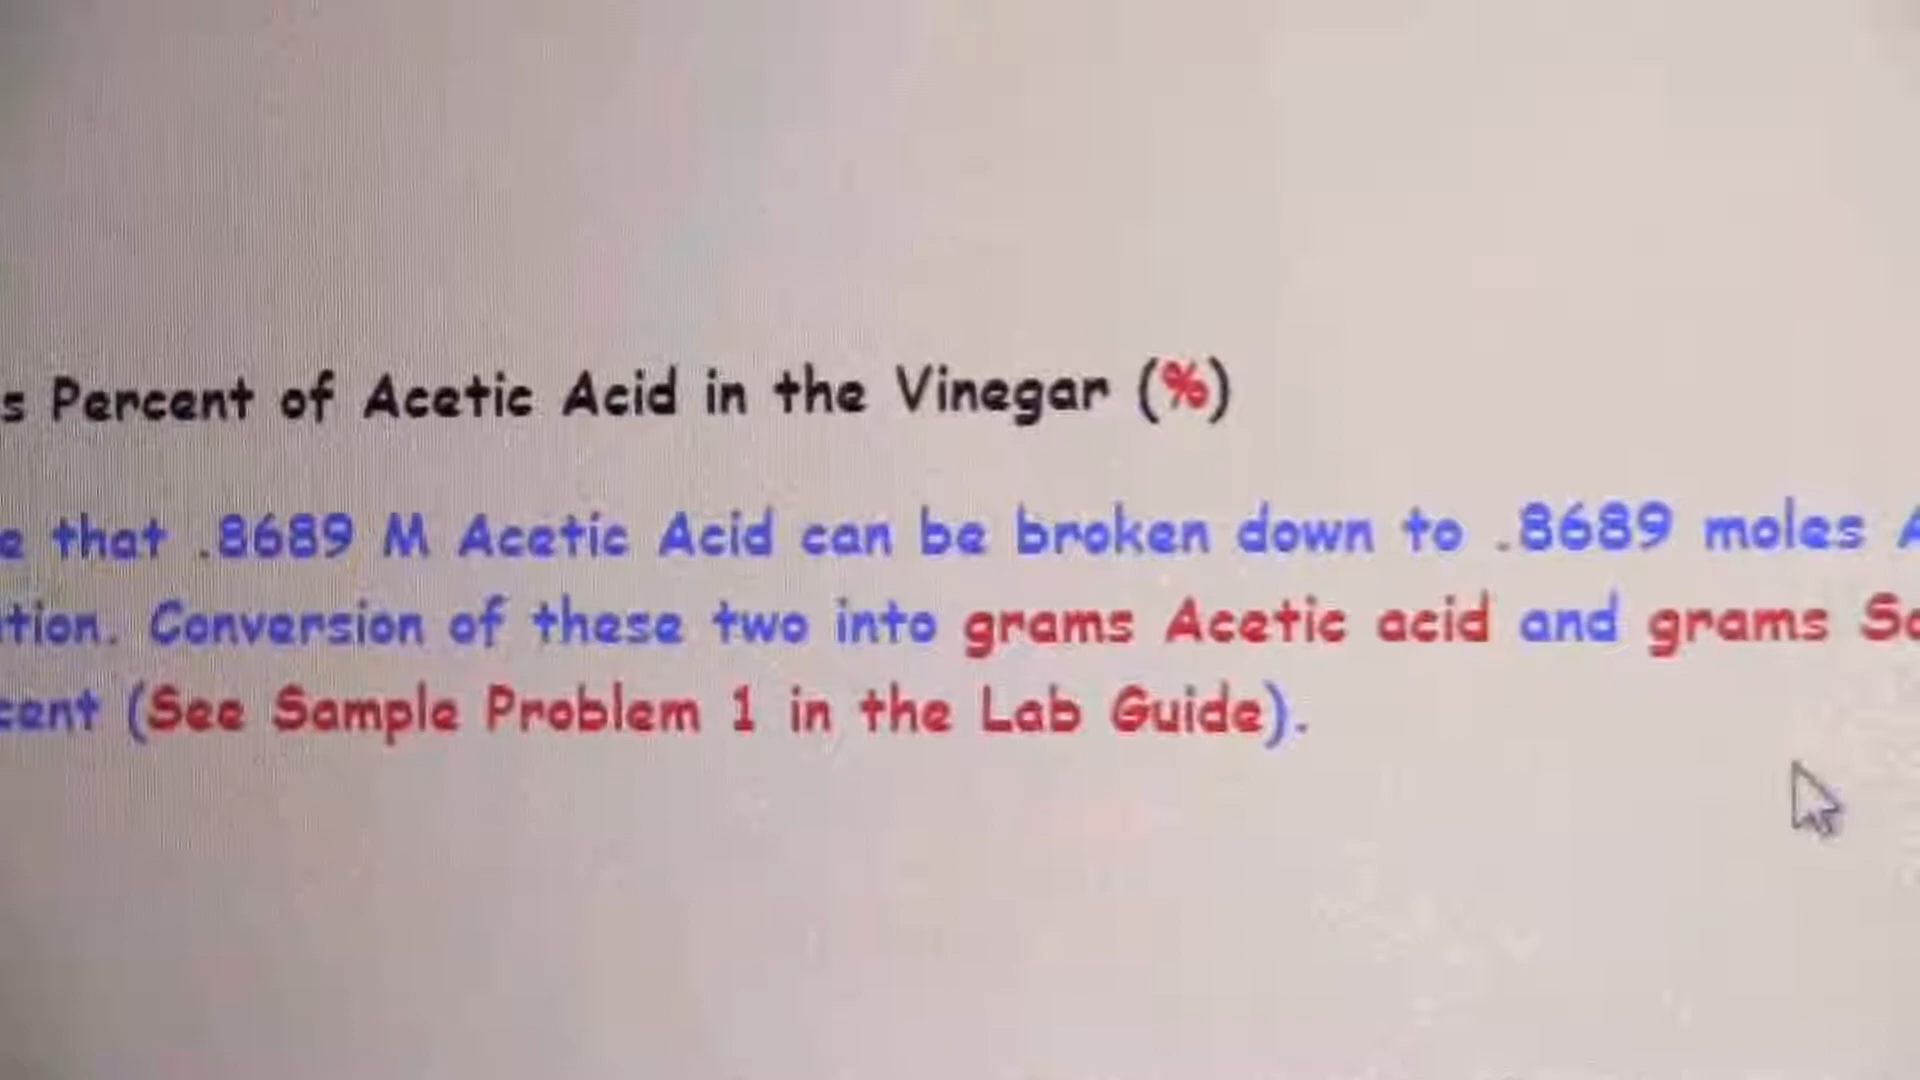 s Percent of Acetic Acid in the Vinegar (%)
e that .8689 M Acetic Acid can be broken down to .8689 moles A
tion. Conversion of these two into grams Acetic acid and grams So
cent (See Sample Problem 1 in the Lab Guide).